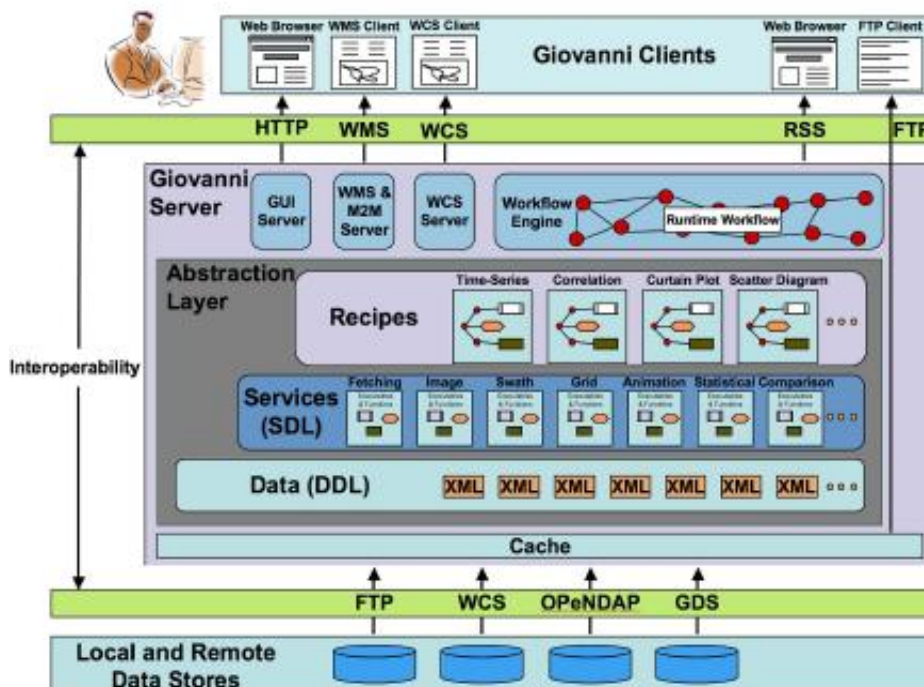 Web Browser WMS Client WCS Client Web Browser FTP Client
Giovanni Clients
HTTP WMS WCS RSS FTP
Giovanni
Server
GUI
Server
WMS &
M2M
Server
WCS
Server
Workflow
Engine
Runtime Workflow
Abstraction
Layer
Time-Series Correlation Curtain Plot Scatter Diagram
Recipes
Interoperability
Fetching Image Swath Grid Animation Statistical Comparison
Services
(SDL)
Data (DDL) XML XML XML XML XML XML XML
Cache
FTP WCS OPeNDAP GDS
Local and Remote
Data Stores